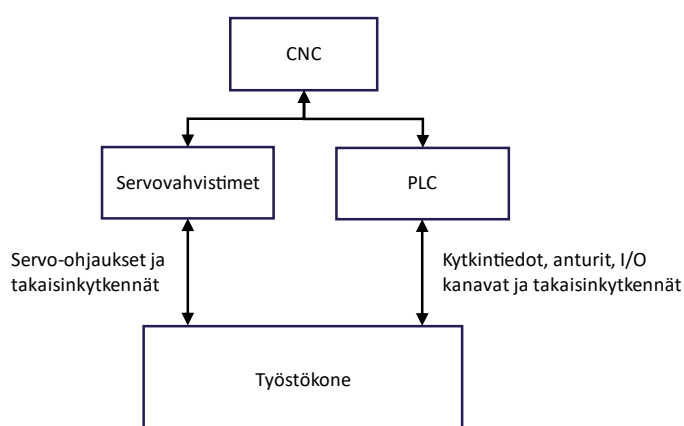 CNC
Servovahvistimet
PLC
Servo-ohjaukset ja
takaisinkytkennät
Kytkintiedot, anturit, I/O
kanavat ja takaisinkytkennät
Työstökone